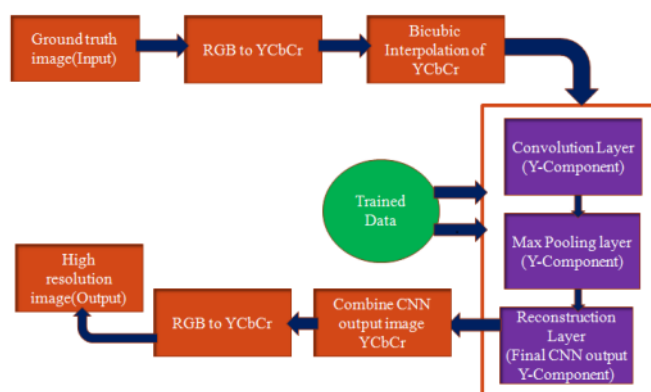 Ground truth
image(Input)
RGB to YCbCr
Bicubic
Interpolation of
YCbCr
Convolution Layer
(Y-Component)
Trained
Data
Max Pooling layer
(Y-Component)
High
resolution
image(Output)
RGB to YCbCr
Combine CNN
output image
YCbCr
Reconstruction
Layer
(Final CNN output
Y-Component)